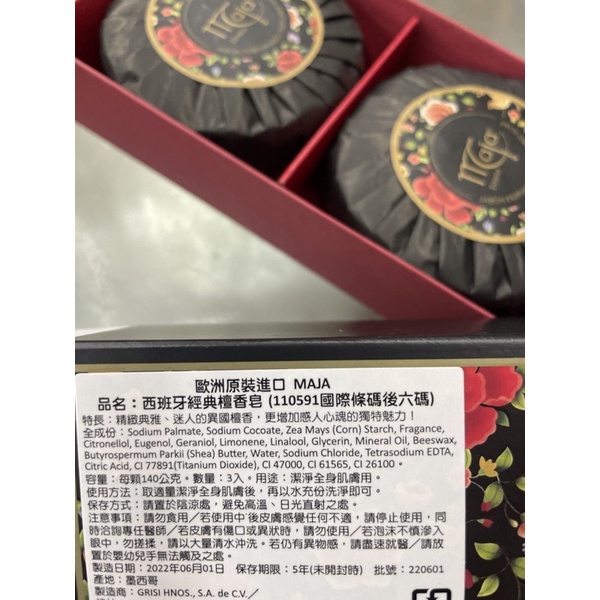 Maja
Maja
JABÓN
歐洲原裝進口 MAJA
品名：西班牙經典檀香皂 (110591國際條碼後六碼)
特長：精緻典雅、迷人的異國檀香，更增加感人心魂的獨特魅力！
全成份：Sodium Palmate, Sodium Cocoate, Zea Mays (Corn) Starch, Fragance,
Citronellol, Eugenol, Geraniol, Limonene, Linalool, Glycerin, Mineral Oil, Beeswax,
Butyrospermum Parkii (Shea) Butter, Water, Sodium Chloride, Tetrasodium EDTA,
Citric Acid, CI 77891(Titanium Dioxide), CI 47000, CI 61565, CI 26100。
容量：每顆140公克。數量：3入。用途：潔淨全身肌膚用。
使用方法：取適量潔淨全身肌膚後，再以水充份洗淨即可。
保存方式：請置於陰涼處，避免高溫、日光直射之處。
注意事項：請勿食用／若使用中後皮膚感覺任何不適，請停止使用，同
時洽詢專任醫師／若皮膚有傷口或異狀時，請勿使用／若泡沫不慎滲入
眼中，勿搓揉，請以大量清水沖洗。若仍有異物感，請盡速就醫／請放
置於嬰幼兒手無法觸及之處。
製造日期：2022年06月01日 保存期限：5年(未開封時) 批號：220601
產地：墨西哥
製造商：GRISI HNOS., S.A. de C.V.／